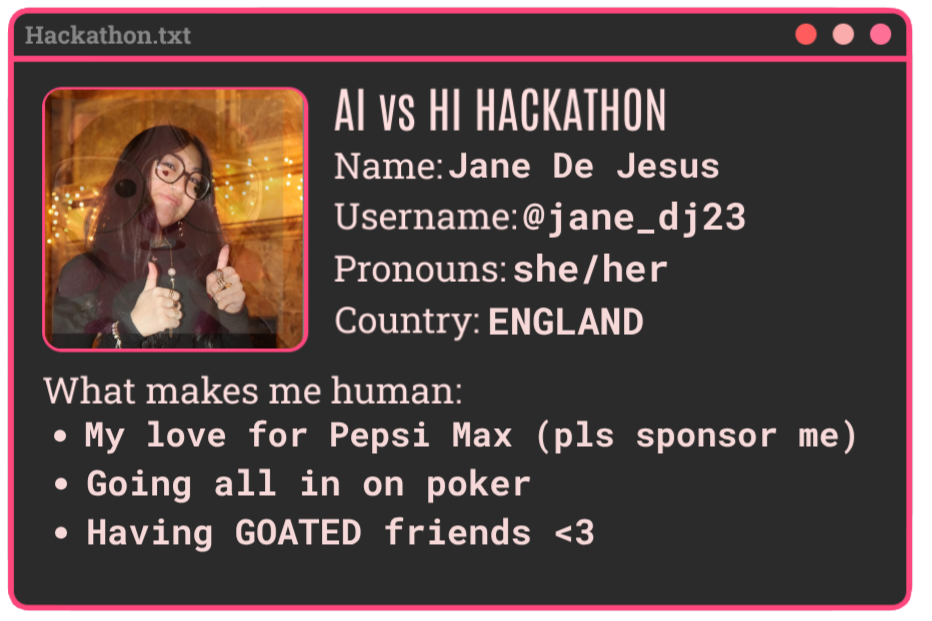 Hackathon.txt
AI vs HI HACKATHON
Name: Jane De Jesus
Username: @jane_dj23
Pronouns: she/her
Country: ENGLAND
What makes me human:
• My love for Pepsi Max (pls sponsor me)
• Going all in on poker
• Having GOATED friends <3